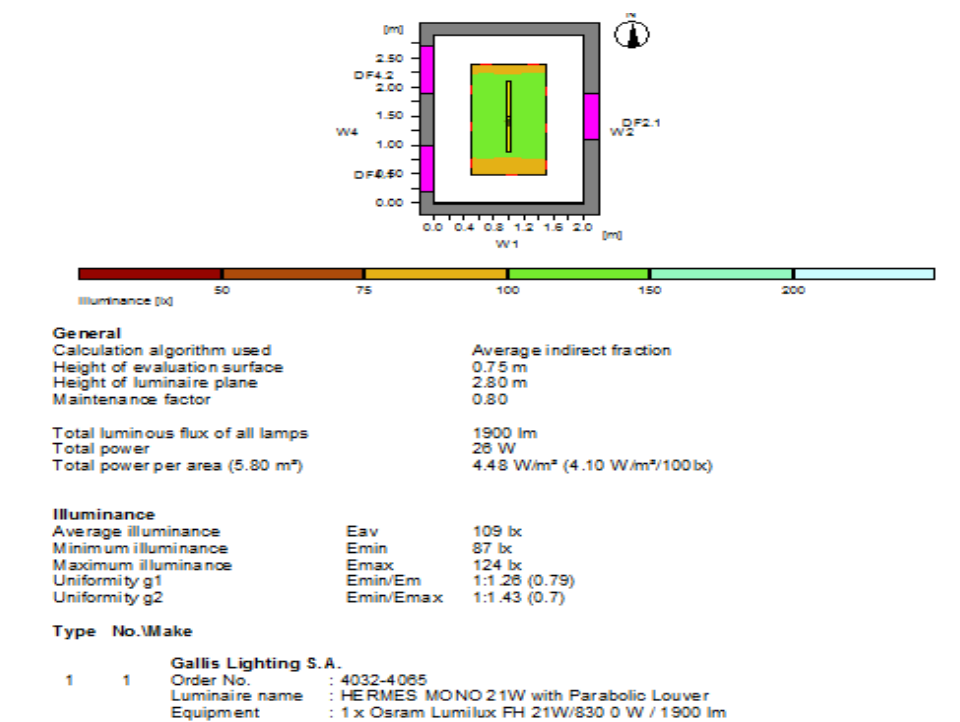 [m]
N
2.50
DF4.2
2.00
1.50
W4
DF2.1
W2
1.00
0.50
0.00
0.0 0.4 0.8 1.2 1.6 2.0 [m]
W1
50 75 100 150 200
Illuminance [lx]
General
Calculation algorithm used Average indirect fraction
Height of evaluation surface 0.75 m
Height of luminaire plane 2.80 m
Maintenance factor 0.80
Total luminous flux of all lamps 1900 lm
Total power 26 W
Total power per area (5.80 m²) 4.48 W/m² (4.10 W/m²/100lx)
Illuminance
Average illuminance Eav 109 lx
Minimum illuminance Emin 87 lx
Maximum illuminance Emax 124 lx
Uniformity g1 Emin/Em 1:1.26 (0.79)
Uniformity g2 Emin/Emax 1:1.43 (0.7)
Type No.\Make
Gallis Lighting S.A.
1 1 Order No. : 4032-4065
Luminaire name : HERMES MONO 21W with Parabolic Louver
Equipment : 1 x Osram Lumilux FH 21W/830 0 W / 1900 lm